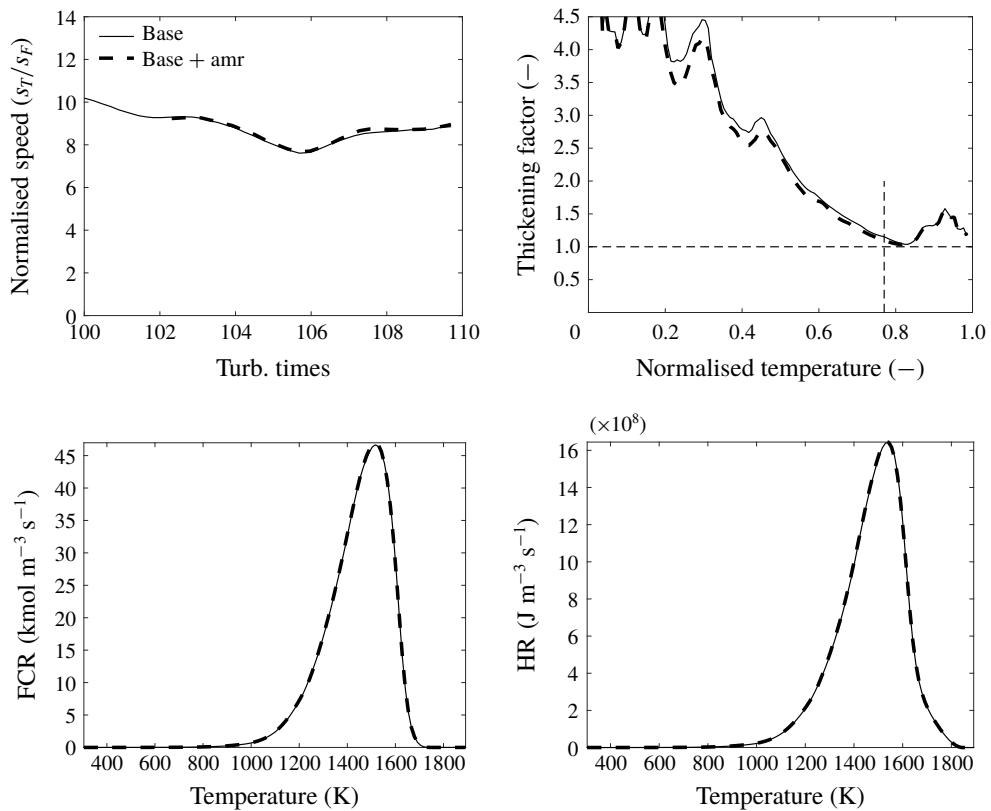 14
12
10
8
6
4
2
0
Normalised speed (s_T/s_F)
Base
Base + amr
100 102 104 106 108 110
Turb. times
4.5
4.0
3.5
3.0
2.5
2.0
1.5
1.0
0.5
Thickening factor (−)
0 0.2 0.4 0.6 0.8 1.0
Normalised temperature (−)
45
40
35
30
25
20
15
10
5
0
FCR (kmol m⁻³ s⁻¹)
400 600 800 1000 1200 1400 1600 1800
Temperature (K)
(×10⁸)
16
14
12
10
8
6
4
2
0
HR (J m⁻³ s⁻¹)
400 600 800 1000 1200 1400 1600 1800
Temperature (K)